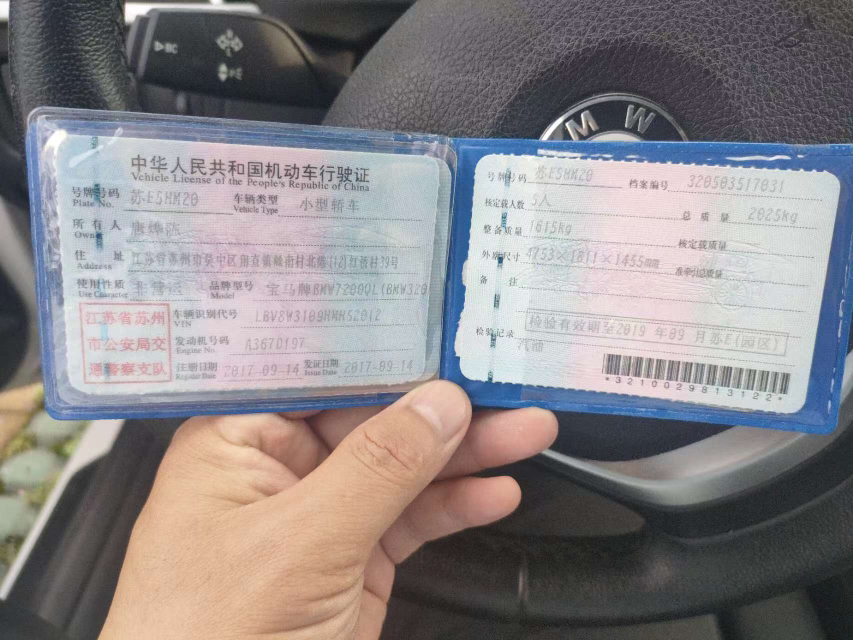 BMW
中华人民共和国机动车行驶证
Vehicle License of the People's Republic of China
号牌号码 苏E5HM20 车辆类型 小型轿车
Plate No. Vehicle Type
所有人
Owner
住址
Address
使用性质 品牌型号 宝马牌BMW7200QL(BMW320
Use Character Model
江苏省苏州
市公安局交
通警察支队
车辆识别代号
VIN
发动机号码 A3670197
Engine No.
注册日期 2017-09-14 发证日期 2017-09-14
Register Date Issue Date
号牌号码 苏E5HM20 档案编号 320503517031
核定载人数 5人 总质量 2025kg
整备质量 1615kg 核定载质量
外廓尺寸 4753×1811×1455mm 准牵引总质量
备注
检验记录 检验有效期至2019年09月苏E(园区)
汽油
*3210029813122*